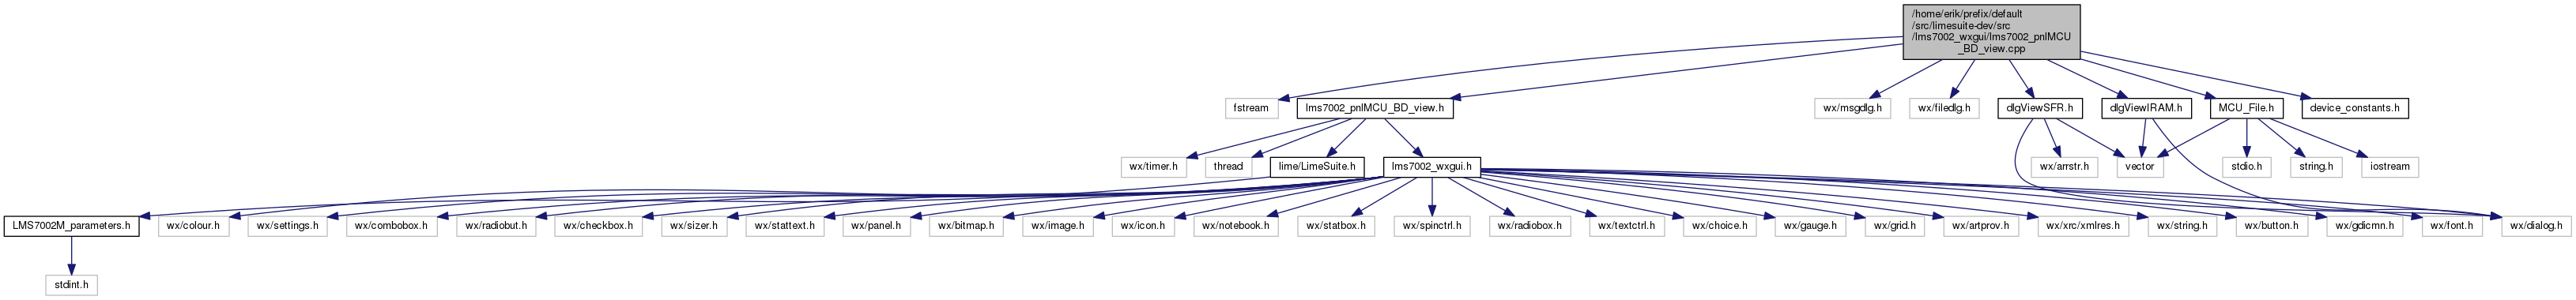 /home/erik/prefix/default
/src/limesuite-dev/src
/lms7002_wxgui/lms7002_pnlMCU
_BD_view.cpp
fstream
lms7002_pnlMCU_BD_view.h
wx/msgdlg.h
wx/filedlg.h
dlgViewSFR.h
dlgViewIRAM.h
MCU_File.h
device_constants.h
wx/timer.h
thread
lime/LimeSuite.h
lms7002_wxgui.h
wx/arrstr.h
vector
stdio.h
string.h
iostream
LMS7002M_parameters.h
wx/colour.h
wx/settings.h
wx/combobox.h
wx/radiobut.h
wx/checkbox.h
wx/sizer.h
wx/stattext.h
wx/panel.h
wx/bitmap.h
wx/image.h
wx/icon.h
wx/notebook.h
wx/statbox.h
wx/spinctrl.h
wx/radiobox.h
wx/textctrl.h
wx/choice.h
wx/gauge.h
wx/grid.h
wx/artprov.h
wx/xrc/xmlres.h
wx/string.h
wx/button.h
wx/gdicmn.h
wx/font.h
wx/dialog.h
stdint.h